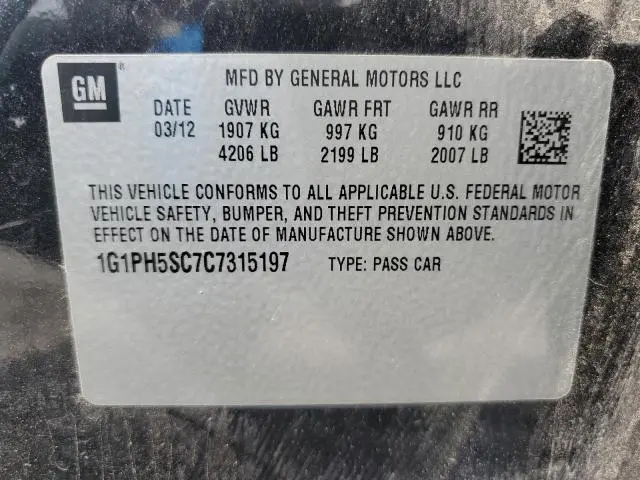 GM ®
MFD BY GENERAL MOTORS LLC
DATE GVWR GAWR FRT GAWR RR
03/12 1907 KG 997 KG 910 KG
4206 LB 2199 LB 2007 LB
THIS VEHICLE CONFORMS TO ALL APPLICABLE U.S. FEDERAL MOTOR
VEHICLE SAFETY, BUMPER, AND THEFT PREVENTION STANDARDS IN
EFFECT ON THE DATE OF MANUFACTURE SHOWN ABOVE.
1G1PH5SC7C7315197 TYPE: PASS CAR